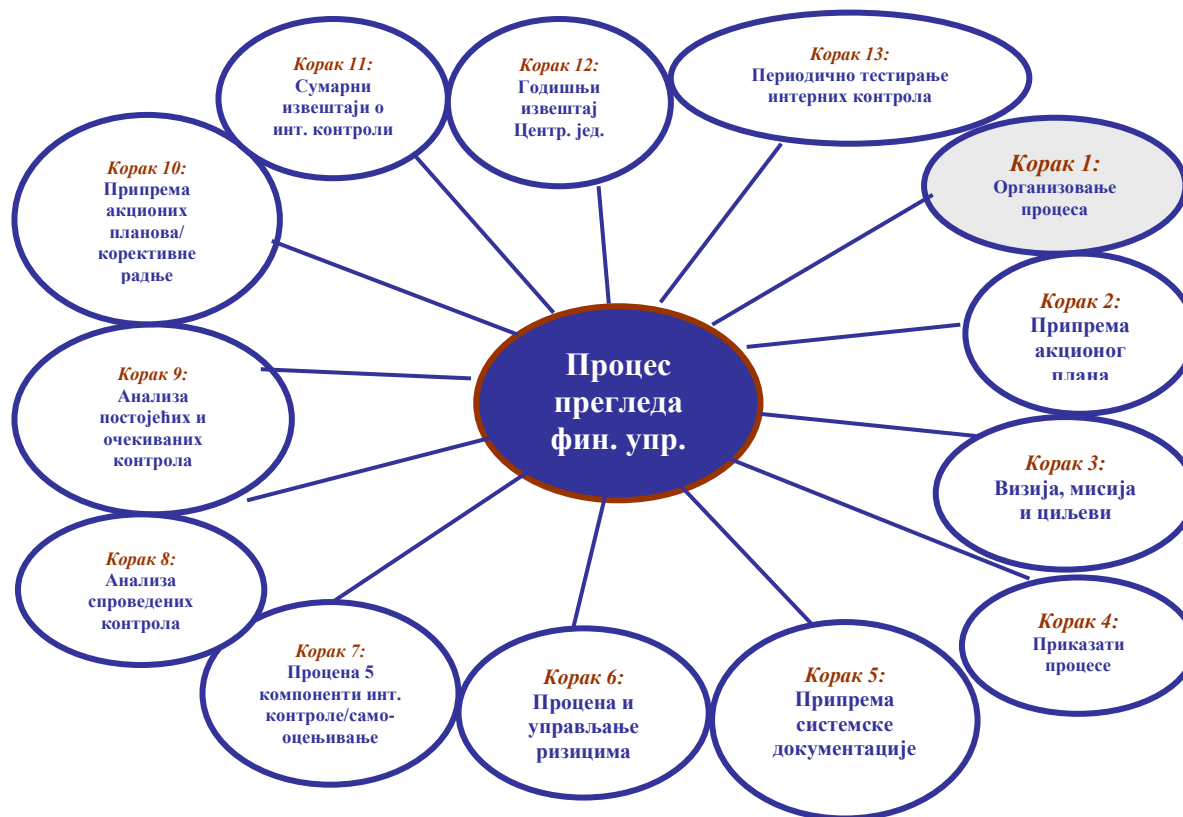 Процес
прегледа
фин. упр.
Корак 1:
Организовање
процеса
Корак 2:
Припрема
акционог
плана
Корак 3:
Визија, мисија
и циљеви
Корак 4:
Приказати
процесе
Корак 5:
Припрема
системске
документације
Корак 6:
Процена и
управљање
ризицима
Корак 7:
Процена 5
компоненти инт.
контроле/само-
оцењивање
Корак 8:
Анализа
спроведених
контрола
Корак 9:
Анализа
постојећих и
очекиваних
контрола
Корак 10:
Припрема
акционих
планова/
корективне
радње
Корак 11:
Сумарни
извештаји о
инт. контроли
Корак 12:
Годишњи
извештај
Центр. јед.
Корак 13:
Периодично тестирање
интерних контрола